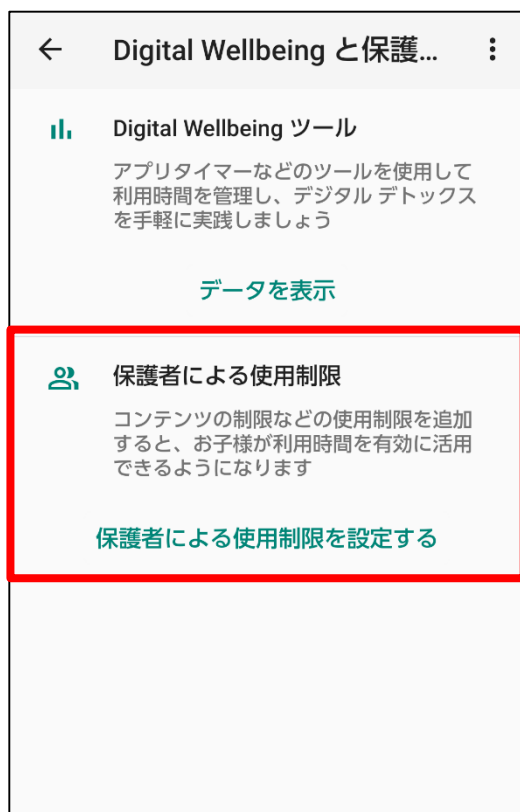 Digital Wellbeing と保護...
Digital Wellbeing ツール
アプリタイマーなどのツールを使用して
利用時間を管理し、デジタル デトックス
を手軽に実践しましょう
データを表示
保護者による使用制限
コンテンツの制限などの使用制限を追加
すると、お子様が利用時間を有効に活用
できるようになります
保護者による使用制限を設定する